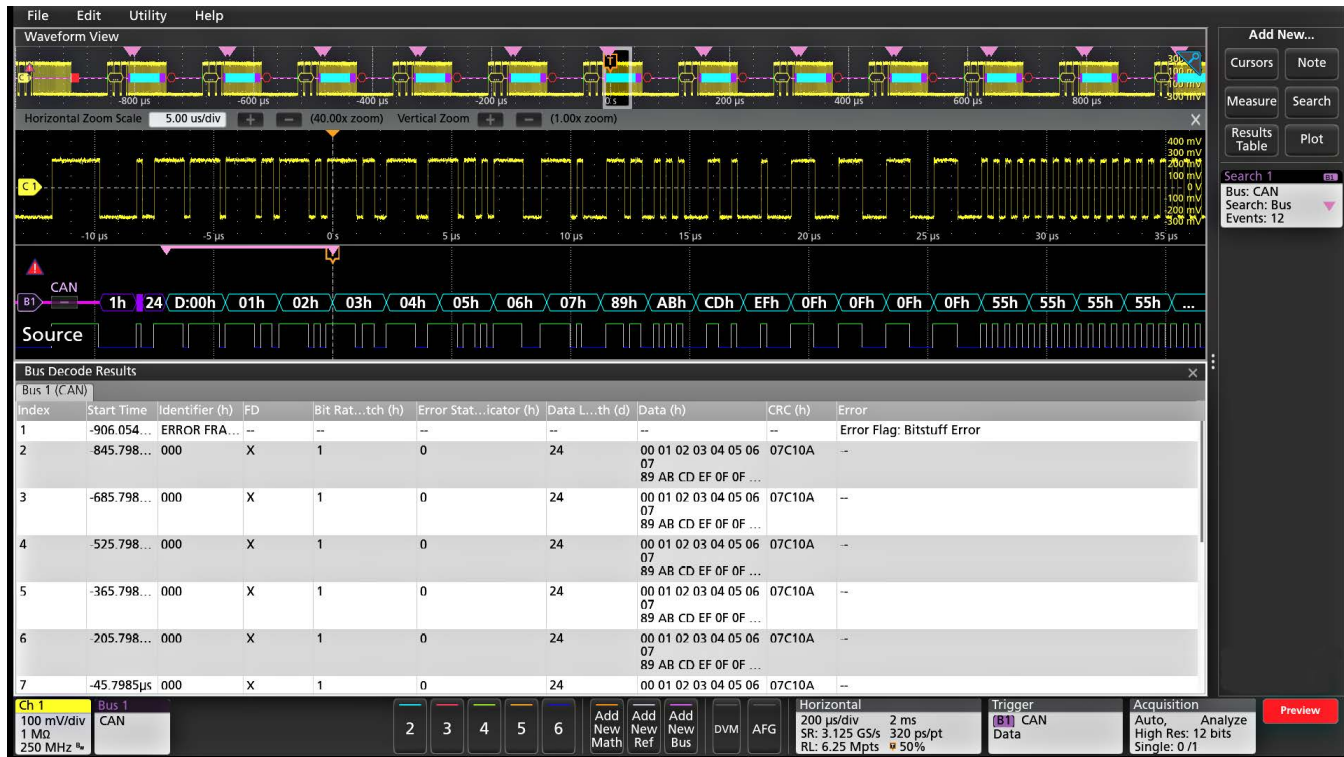 File Edit Utility Help
Waveform View
Add New...
Cursors Note
Measure Search
Results Table Plot
-800 µs -600 µs -400 µs -200 µs 0 s 200 µs 400 µs 600 µs 800 µs
Horizontal Zoom Scale 5.00 us/div + - (40.00x zoom) Vertical Zoom + - (1.00x zoom) X
400 mV
300 mV
200 mV
100 mV
0 V
-100 mV
-200 mV
-300 mV
C 1
-10 µs -5 µs 0 s 5 µs 10 µs 15 µs 20 µs 25 µs 30 µs 35 µs
Search 1 B1
Bus: CAN
Search: Bus
Events: 12
CAN
B1 1h 24 D:00h 01h 02h 03h 04h 05h 06h 07h 89h ABh CDh EFh 0Fh 0Fh 0Fh 0Fh 55h 55h 55h 55h ...
Source
Bus Decode Results
Bus 1 (CAN)
Index Start Time Identifier (h) FD Bit Rat...tch (h) Error Stat...icator (h) Data L...th (d) Data (h) CRC (h) Error
1 -906.054... ERROR FRA... -- -- -- -- -- -- Error Flag: Bitstuff Error
2 -845.798... 000 X 1 0 24 00 01 02 03 04 05 06 07C10A --
07
89 AB CD EF 0F 0F ...
3 -685.798... 000 X 1 0 24 00 01 02 03 04 05 06 07C10A --
07
89 AB CD EF 0F 0F ...
4 -525.798... 000 X 1 0 24 00 01 02 03 04 05 06 07C10A --
07
89 AB CD EF 0F 0F ...
5 -365.798... 000 X 1 0 24 00 01 02 03 04 05 06 07C10A --
07
89 AB CD EF 0F 0F ...
6 -205.798... 000 X 1 0 24 00 01 02 03 04 05 06 07C10A --
07
89 AB CD EF 0F 0F ...
7 -45.7985µs 000 X 1 0 24 00 01 02 03 04 05 06 07C10A --
Ch 1
100 mV/div
1 MΩ
250 MHz
Bus 1
CAN
2 3 4 5 6
Add New Math
Add New Ref
Add New Bus
DVM AFG
Horizontal
200 µs/div 2 ms
SR: 3.125 GS/s 320 ps/pt
RL: 6.25 Mpts 50%
Trigger
B1 CAN
Data
Acquisition
Auto, Analyze
High Res: 12 bits
Single: 0 /1
Preview